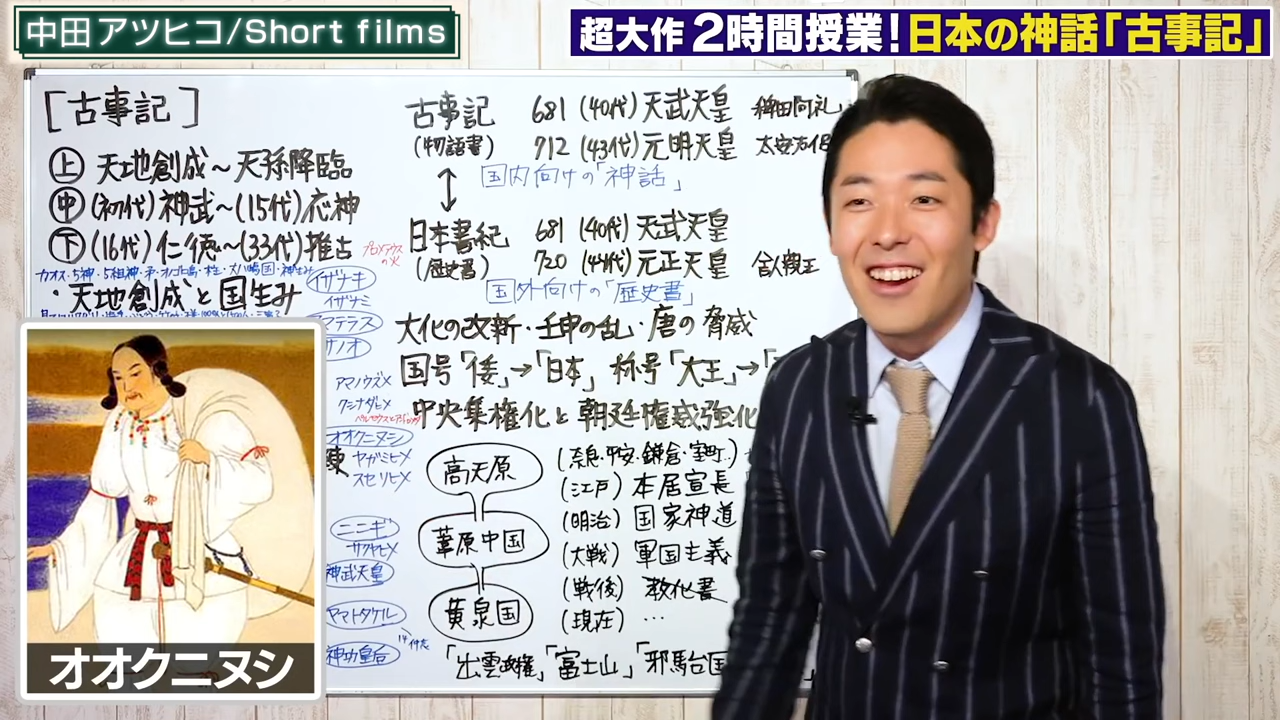 中田アツヒコ/Short films
超大作2時間授業!日本の神話「古事記」
[古事記]
㊤ 天地創成~天孫降臨
㊥ (初代)神武~(15代)応神
㊦ (16代)仁徳~(33代)推古
・天地創成と国生み
プロメテウスの火
イザナキ
イザナミ
アマテラス
スサノオ
アマノウズメ
クシナダヒメ
オオクニヌシ
ヤガミヒメ
スセリヒメ
ニニギ
サクヤヒメ
神武天皇
ヤマトタケル
神功皇后
14仲哀
古事記 681 (40代)天武天皇 稗田阿礼
(物語書) 712 (43代)元明天皇 太安万侶
↕ 国内向けの「神話」
日本書紀 681 (40代)天武天皇
(歴史書) 720 (44代)元正天皇 舎人親王
国外向けの「歴史書」
大化の改新・壬申の乱・唐の脅威
国号「倭」→「日本」 称号「大王」→「
中央集権化と朝廷権威強化
高天原
葦原中国
黄泉国
(奈良・平安・鎌倉・室町..)
(江戸) 本居宣長
(明治) 国家神道
(大戦) 軍国主義
(戦後) 教化書
(現在) …
「出雲政権」「富士山」「邪馬台国
オオクニヌシ